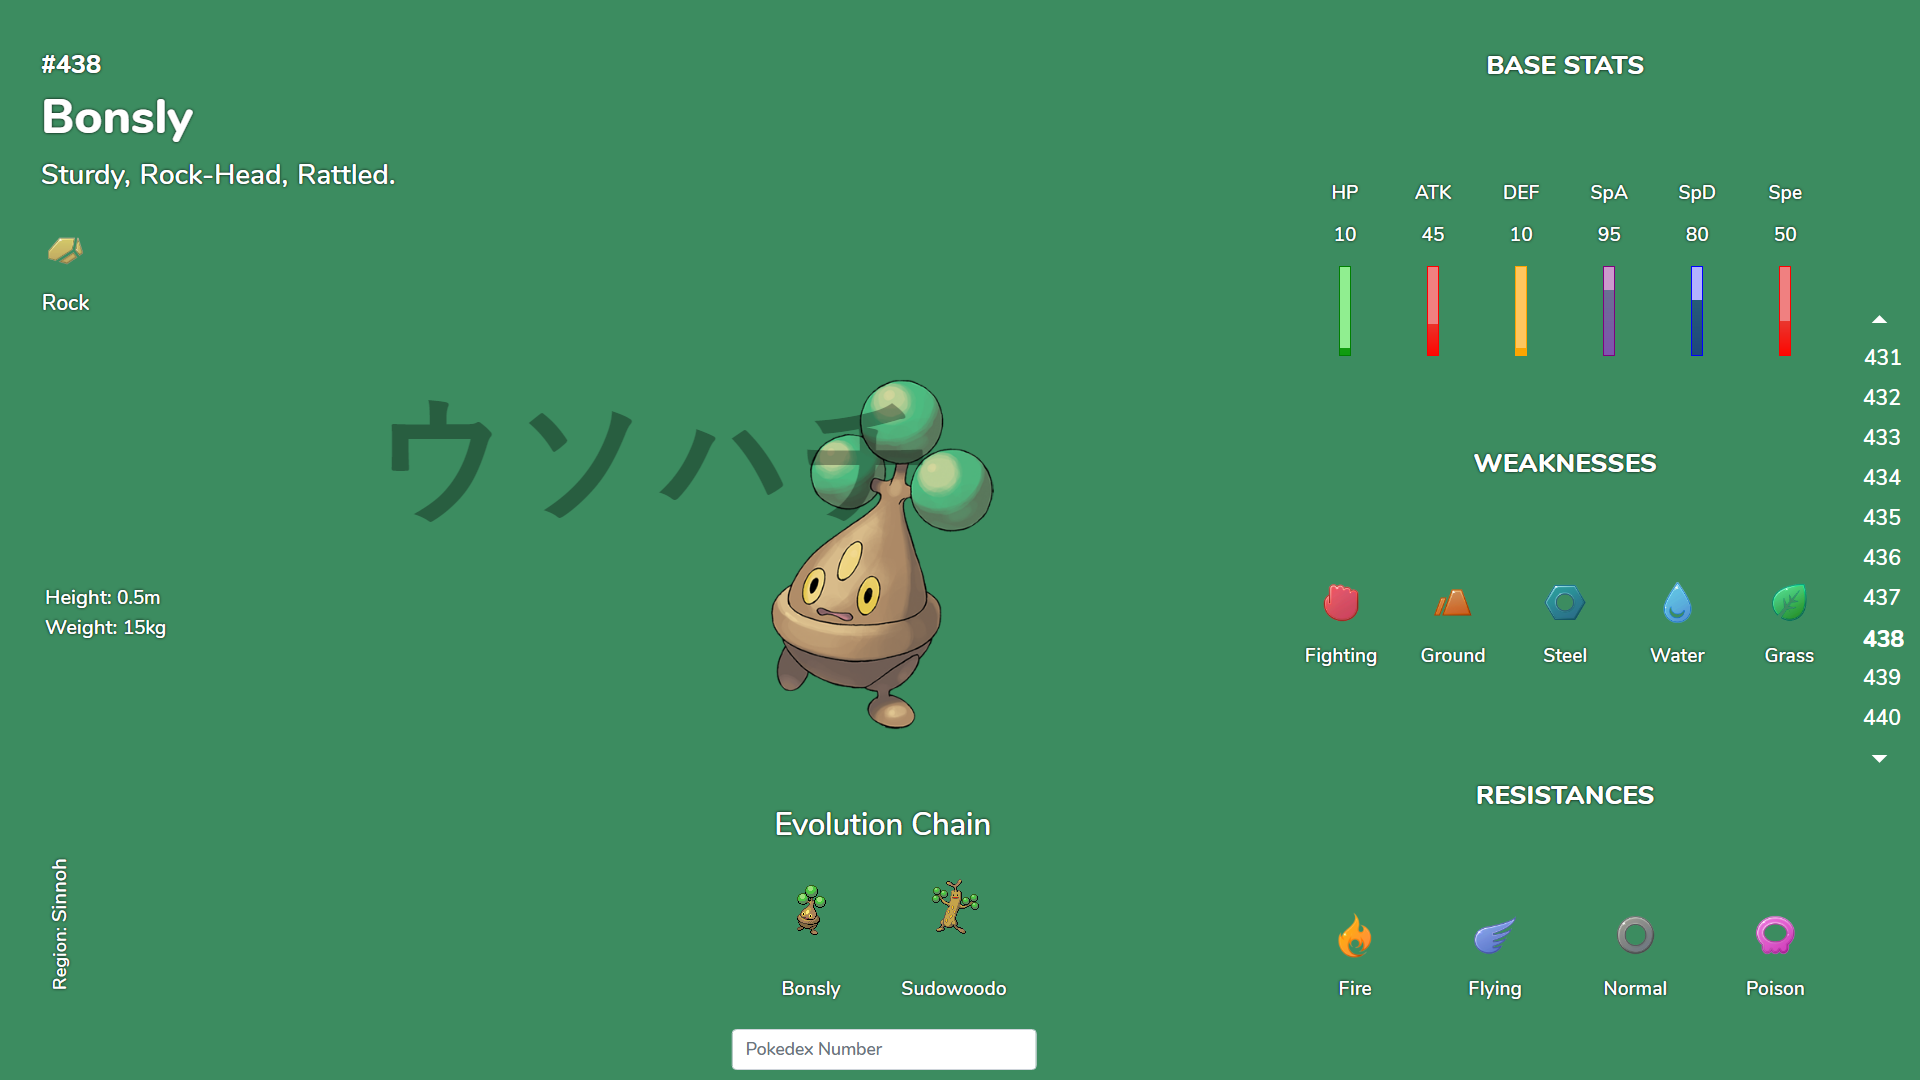 #438
Bonsly
Sturdy, Rock-Head, Rattled.
Rock
ウソハチ
Height: 0.5m
Weight: 15kg
Region: Sinnoh
Evolution Chain
Bonsly Sudowoodo
Pokedex Number
BASE STATS
HP ATK DEF SpA SpD Spe
10 45 10 95 80 50
WEAKNESSES
Fighting Ground Steel Water Grass
RESISTANCES
Fire Flying Normal Poison
431
432
433
434
435
436
437
438
439
440